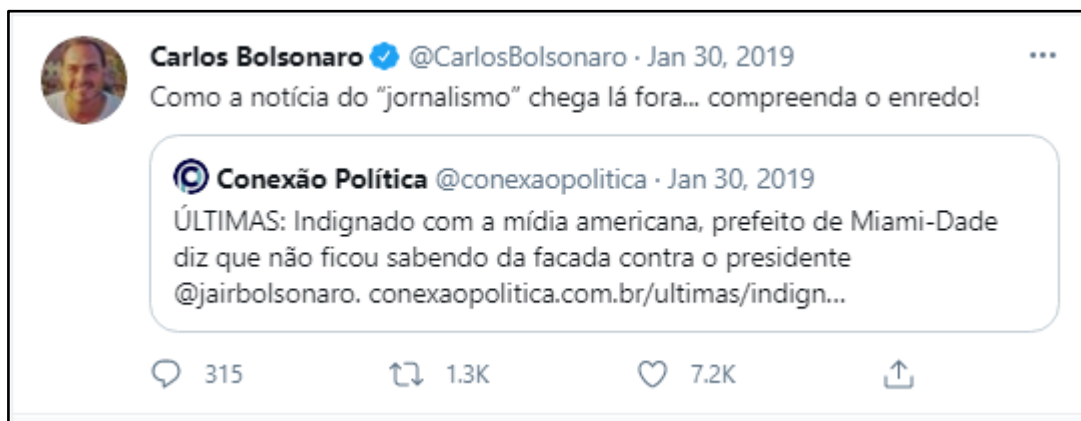 Carlos Bolsonaro @CarlosBolsonaro · Jan 30, 2019
Como a notícia do “jornalismo” chega lá fora... compreenda o enredo!
Conexão Política @conexaopolitica · Jan 30, 2019
ÚLTIMAS: Indignado com a mídia americana, prefeito de Miami-Dade
diz que não ficou sabendo da facada contra o presidente
@jairbolsonaro. conexaopolitica.com.br/ultimas/indign...
315 1.3K 7.2K